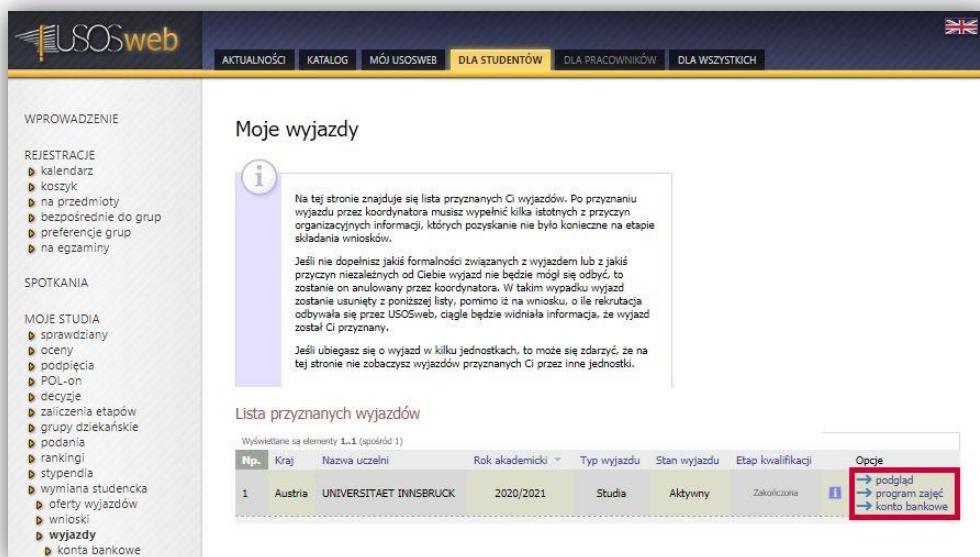 USOSweb
AKTUALNOŚCI KATALOG MÓJ USOSWEB DLA STUDENTÓW DLA PRACOWNIKÓW DLA WSZYSTKICH
WPROWADZENIE
REJESTRACJE
kalendarz
koszyk
na przedmioty
bezpośrednie do grup
preferencje grup
na egzaminy
SPOTKANIA
MOJE STUDIA
sprawdziany
oceny
podpięcia
POL-on
decyzje
zaliczenia etapów
grupy dziekańskie
podania
rankingi
stypendia
wymiana studencka
oferty wyjazdów
wnioski
wyjazdy
konta bankowe
Moje wyjazdy
i
Na tej stronie znajduje się lista przyznanych Ci wyjazdów. Po przyznaniu
wyjazdu przez koordynatora musisz wypełnić kilka istotnych z przyczyn
organizacyjnych informacji, których pozyskanie nie było konieczne na etapie
składania wniosków.
Jeśli nie dopełnisz jakiś formalności związanych z wyjazdem lub z jakiś
przyczyn niezależnych od Ciebie wyjazd nie będzie mógł się odbyć, to
zostanie on anulowany przez koordynatora. W takim wypadku wyjazd
zostanie usunięty z poniższej listy, pomimo iż na wniosku, o ile rekrutacja
odbywała się przez USOSweb, ciągle będzie widniała informacja, że wyjazd
został Ci przyznany.
Jeśli ubiegasz się o wyjazd w kilku jednostkach, to może się zdarzyć, że na
tej stronie nie zobaczysz wyjazdów przyznanych Ci przez inne jednostki.
Lista przyznanych wyjazdów
Wyświetlane są elementy 1..1 (spośród 1)
Np. Kraj Nazwa uczelni Rok akademicki Typ wyjazdu Stan wyjazdu Etap kwalifikacji Opcje
1 Austria UNIVERSITAET INNSBRUCK 2020/2021 Studia Aktywny Zakończona i
podgląd
program zajęć
konto bankowe